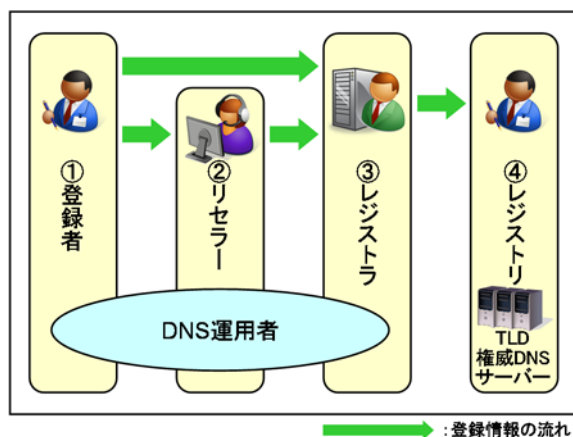 ①登録者
②リセラー
③レジストラ
④レジストリ
DNS運用者
TLD
権威DNS
サーバー
:登録情報の流れ